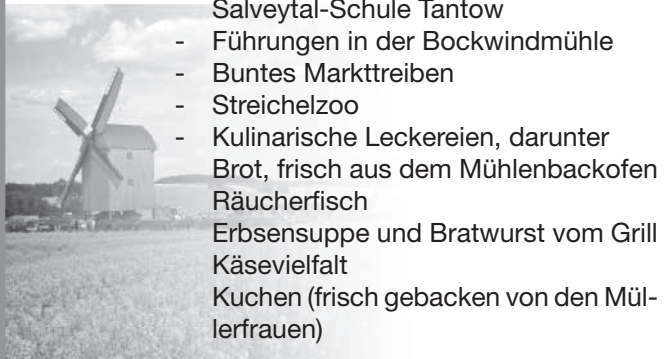 Salveytal-Schule Tantow
- Führungen in der Bockwindmühle
- Buntes Markttreiben
- Streichelzoo
- Kulinarische Leckereien, darunter
Brot, frisch aus dem Mühlenbackofen
Räucherfisch
Erbsensuppe und Bratwurst vom Grill
Käsevielfalt
Kuchen (frisch gebacken von den Mül-
lerfrauen)